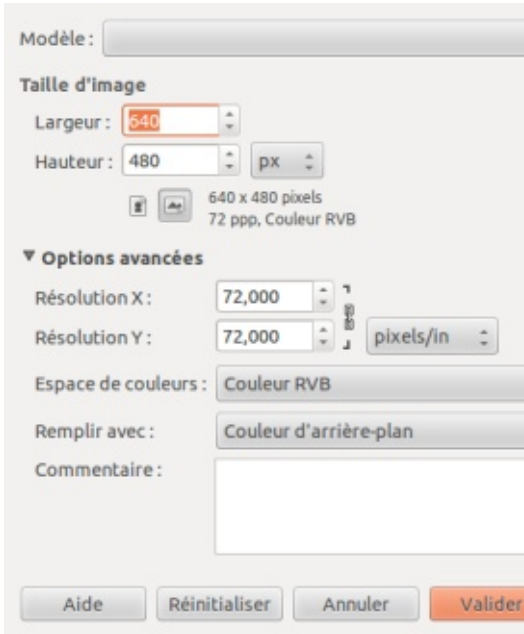 Modèle :
Taille d'image
Largeur : 640
Hauteur : 480 px
640 x 480 pixels
72 ppp, Couleur RVB
Options avancées
Résolution X : 72,000
Résolution Y : 72,000 pixels/in
Espace de couleurs : Couleur RVB
Remplir avec : Couleur d'arrière-plan
Commentaire :
Aide Réinitialiser Annuler Valider